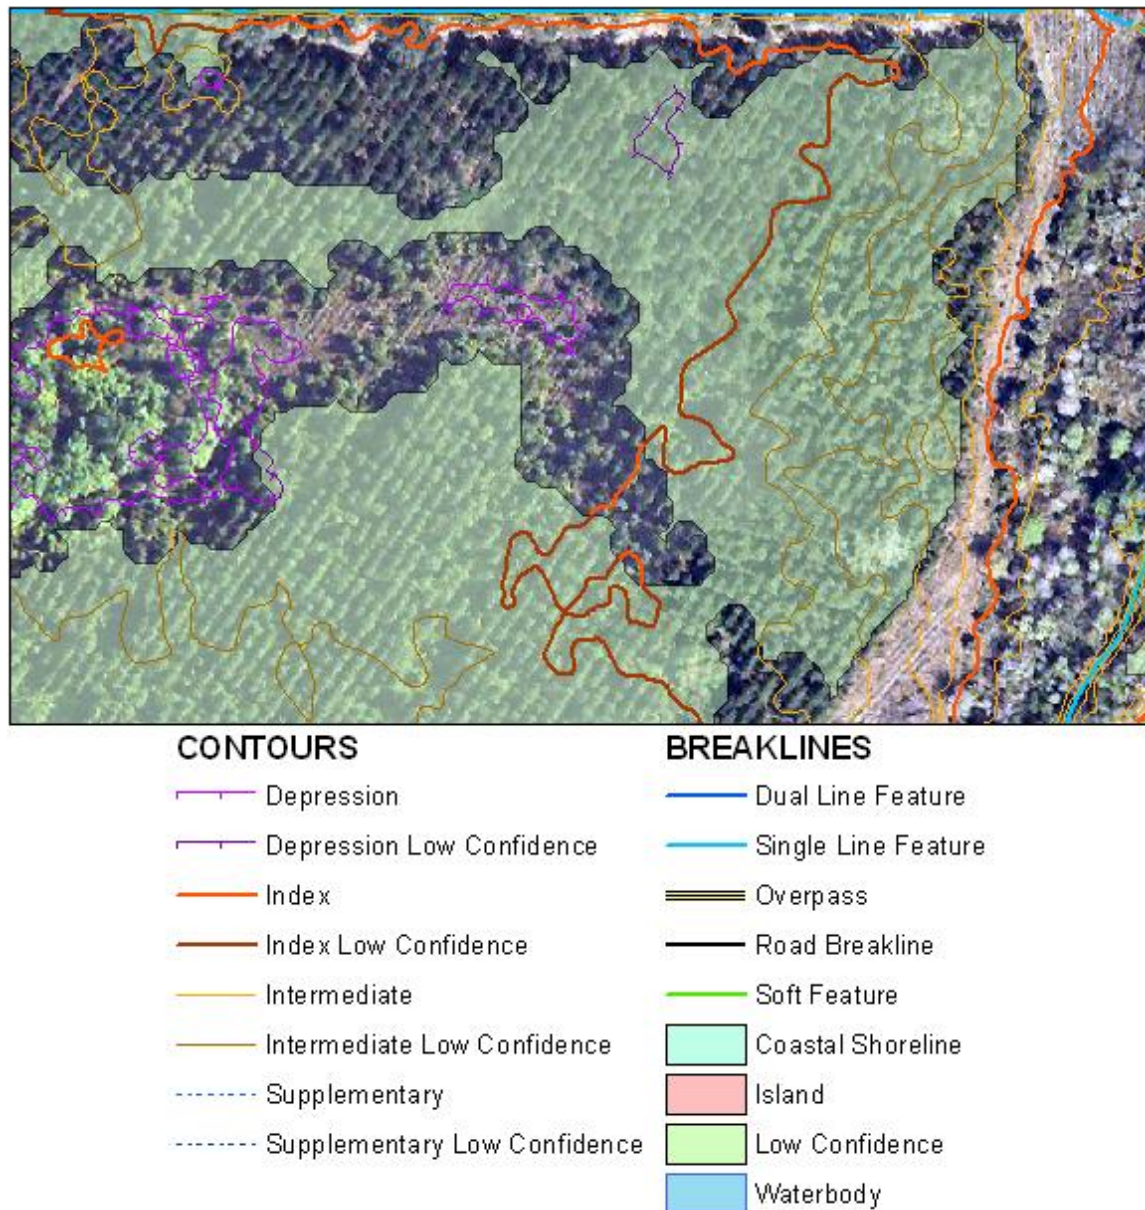 CONTOURS
Depression
Depression Low Confidence
Index
Index Low Confidence
Intermediate
Intermediate Low Confidence
Supplementary
Supplementary Low Confidence
BREAKLINES
Dual Line Feature
Single Line Feature
Overpass
Road Breakline
Soft Feature
Coastal Shoreline
Island
Low Confidence
Waterbody